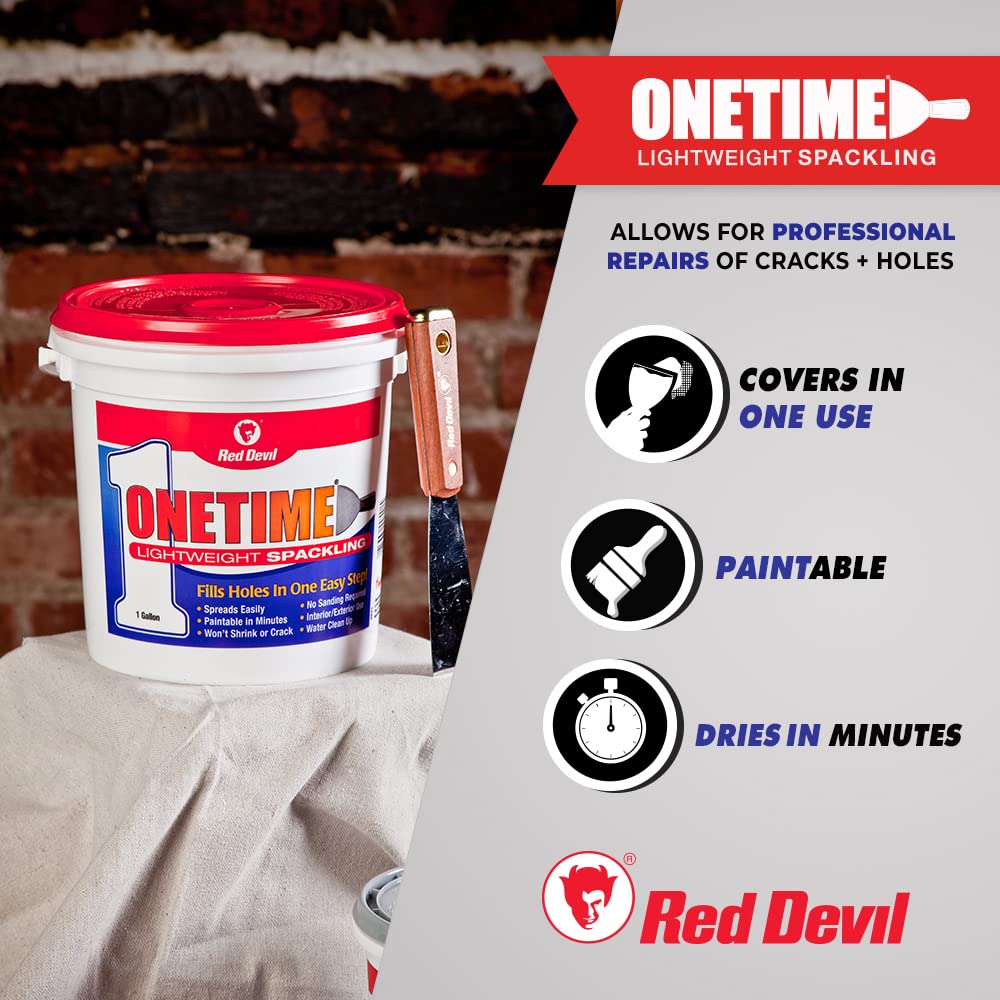 ONETIME®
LIGHTWEIGHT SPACKLING
ALLOWS FOR PROFESSIONAL
REPAIRS OF CRACKS + HOLES
COVERS IN
ONE USE
PAINTABLE
DRIES IN MINUTES
®
Red Devil
Red Devil
®
Red Devil
1
ONETIME®
LIGHTWEIGHT SPACKLING
Fills Holes In One Easy Step!
• Spreads Easily
• Paintable in Minutes
• Won't Shrink or Crack
• No Sanding Required
• Interior/Exterior Use
• Water Clean Up
1 Gallon